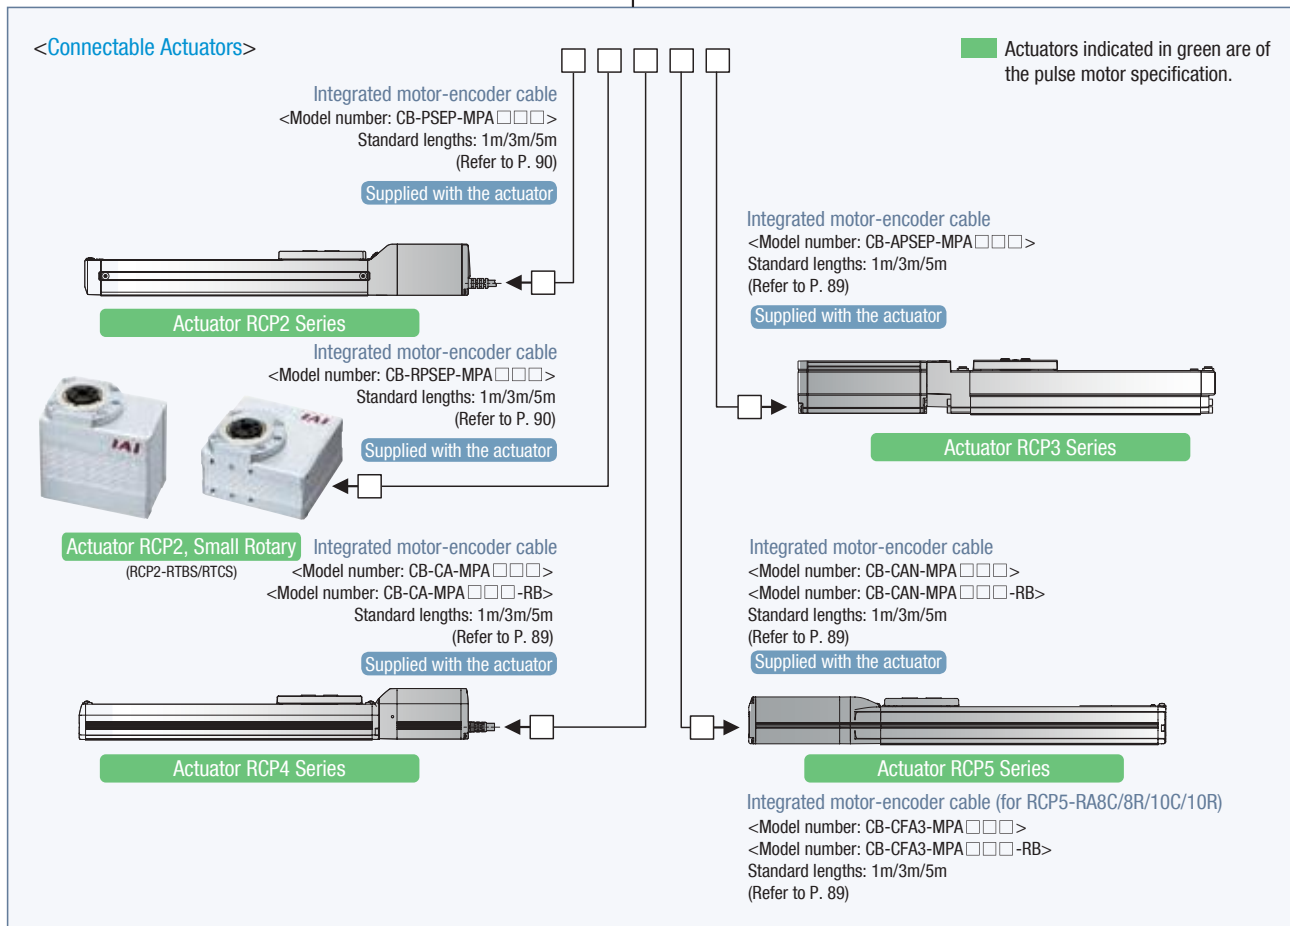 <Connectable Actuators>
Actuators indicated in green are of
the pulse motor specification.
Integrated motor-encoder cable
<Model number: CB-PSEP-MPA□□□>
Standard lengths: 1m/3m/5m
(Refer to P. 90)
Supplied with the actuator
Actuator RCP2 Series
Integrated motor-encoder cable
<Model number: CB-RPSEP-MPA□□□>
Standard lengths: 1m/3m/5m
(Refer to P. 90)
Supplied with the actuator
IAI
IAI
Actuator RCP2, Small Rotary
(RCP2-RTBS/RTCS)
Integrated motor-encoder cable
<Model number: CB-CA-MPA□□□>
<Model number: CB-CA-MPA□□□-RB>
Standard lengths: 1m/3m/5m
(Refer to P. 89)
Supplied with the actuator
Actuator RCP4 Series
Integrated motor-encoder cable
<Model number: CB-APSEP-MPA□□□>
Standard lengths: 1m/3m/5m
(Refer to P. 89)
Supplied with the actuator
Actuator RCP3 Series
Integrated motor-encoder cable
<Model number: CB-CAN-MPA□□□>
<Model number: CB-CAN-MPA□□□-RB>
Standard lengths: 1m/3m/5m
(Refer to P. 89)
Supplied with the actuator
Actuator RCP5 Series
Integrated motor-encoder cable (for RCP5-RA8C/8R/10C/10R)
<Model number: CB-CFA3-MPA□□□>
<Model number: CB-CFA3-MPA□□□-RB>
Standard lengths: 1m/3m/5m
(Refer to P. 89)